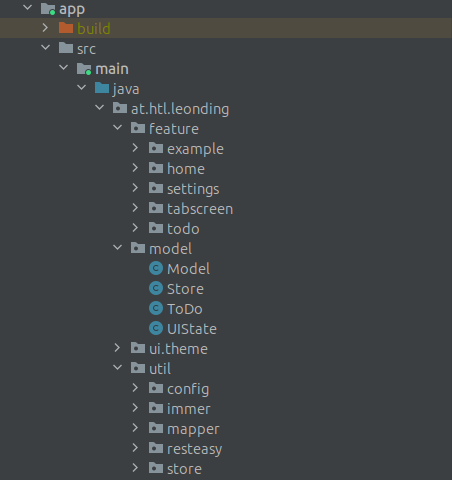 app
build
src
main
java
at.htl.leonding
feature
example
home
settings
tabscreen
todo
model
Model
Store
ToDo
UIState
ui.theme
util
config
immer
mapper
resteasy
store